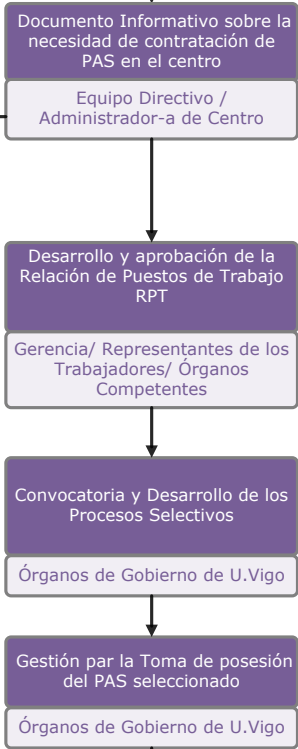 Documento Informativo sobre la
necesidad de contratación de
PAS en el centro
Equipo Directivo /
Administrador-a de Centro
Desarrollo y aprobación de la
Relación de Puestos de Trabajo
RPT
Gerencia/ Representantes de los
Trabajadores/ Órganos
Competentes
Convocatoria y Desarrollo de los
Procesos Selectivos
Órganos de Gobierno de U.Vigo
Gestión par la Toma de posesión
del PAS seleccionado
Órganos de Gobierno de U.Vigo